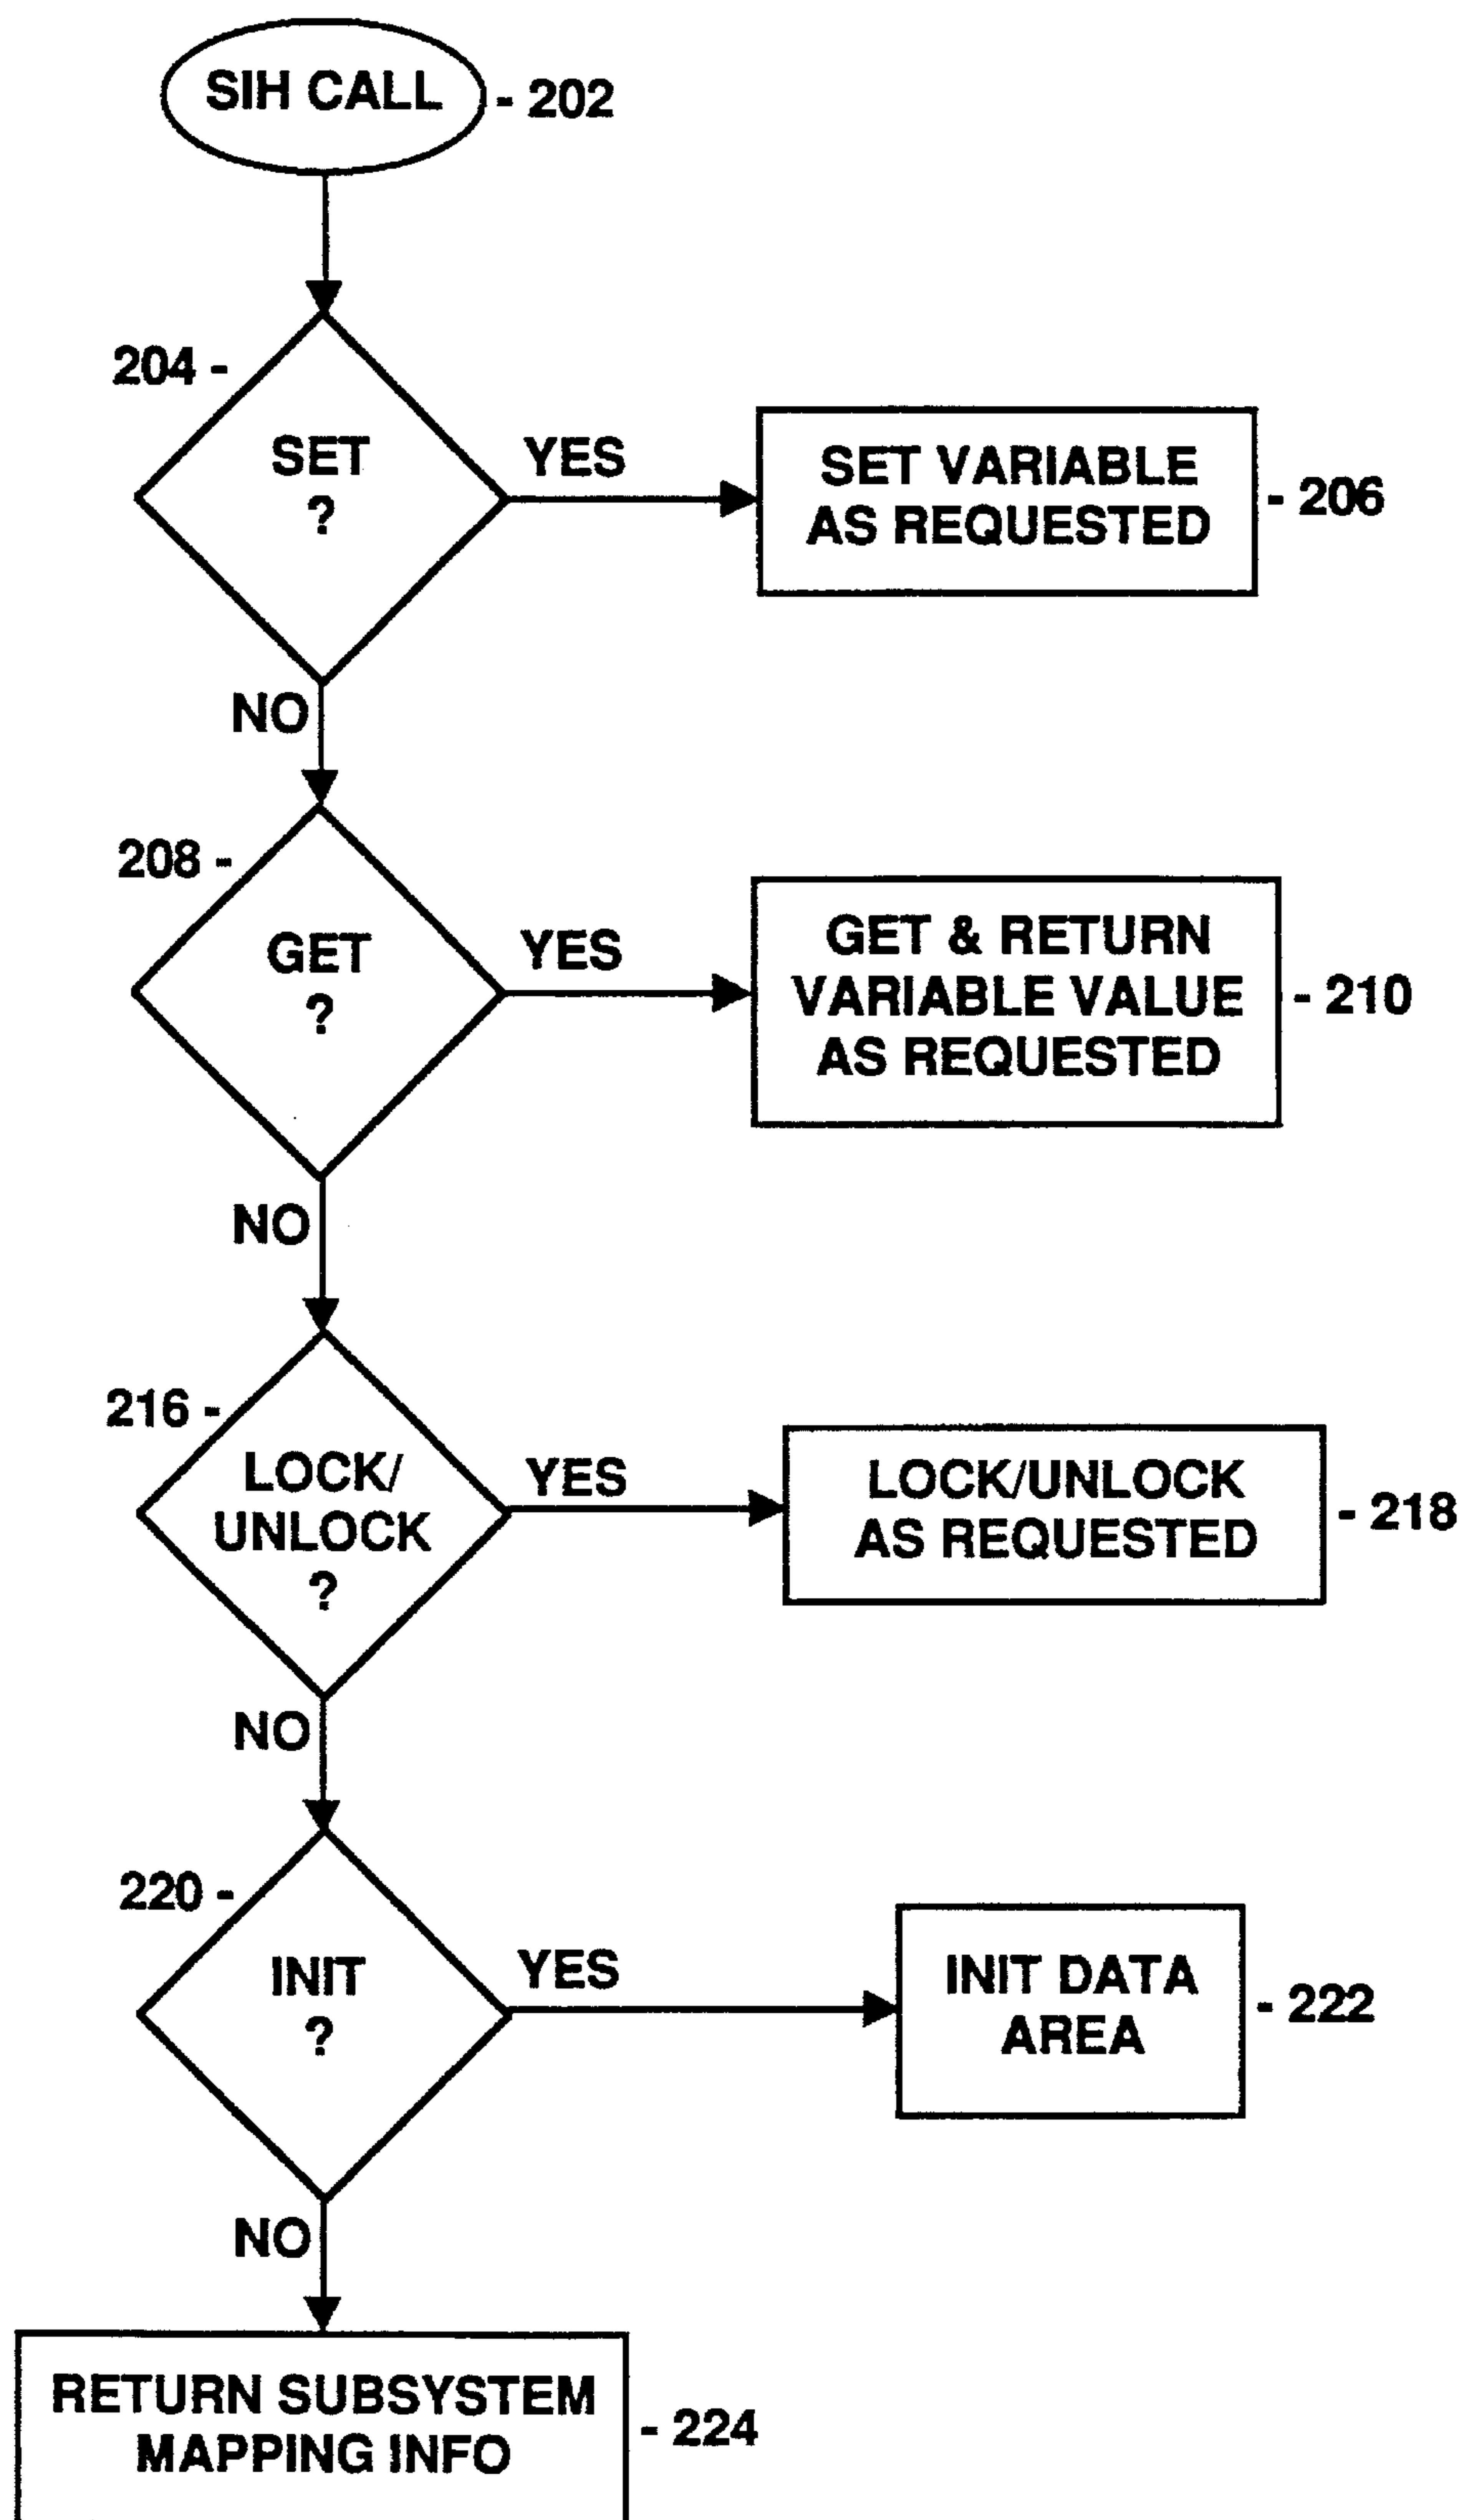 SIH CALL - 202
204 -
SET
?
YES
SET VARIABLE
AS REQUESTED
- 206
NO
208 -
GET
?
YES
GET & RETURN
VARIABLE VALUE
AS REQUESTED
- 210
NO
216 -
LOCK/
UNLOCK
?
YES
LOCK/UNLOCK
AS REQUESTED
- 218
NO
220 -
INIT
?
YES
INIT DATA
AREA
- 222
NO
RETURN SUBSYSTEM
MAPPING INFO
- 224